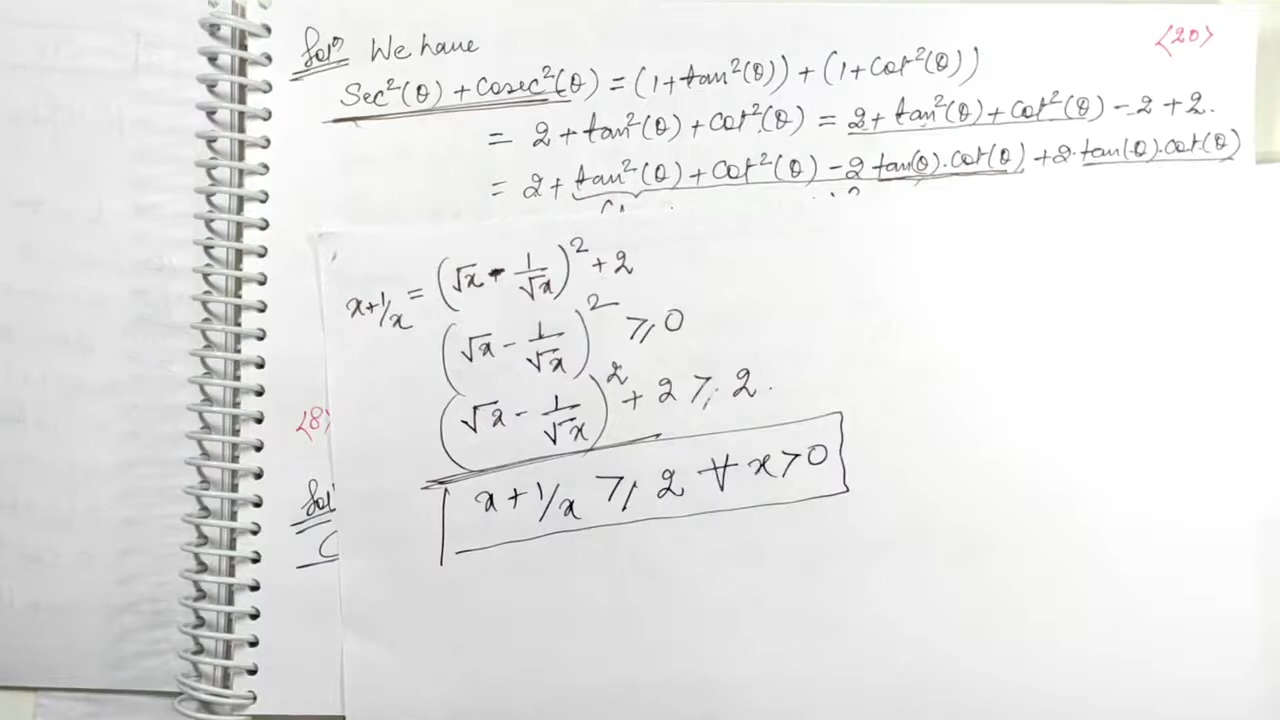 <20>
Solⁿ We have
Sec²(θ) + Cosec²(θ) = (1+tan²(θ)) + (1+Cot²(θ))
= 2 + tan²(θ) + Cot²(θ) = 2 + tan²(θ) + Cot²(θ) - 2 + 2.
= 2 + tan²(θ) + Cot²(θ) - 2 tan(θ).Cot(θ) + 2.tan(θ).Cot(θ)
x+1/x = (√x - 1/√x)² + 2
(√x - 1/√x)² ⩾ 0
(√x - 1/√x)² + 2 ⩾ 2.
<8>
x + 1/x ⩾ 2 ∀ x>0